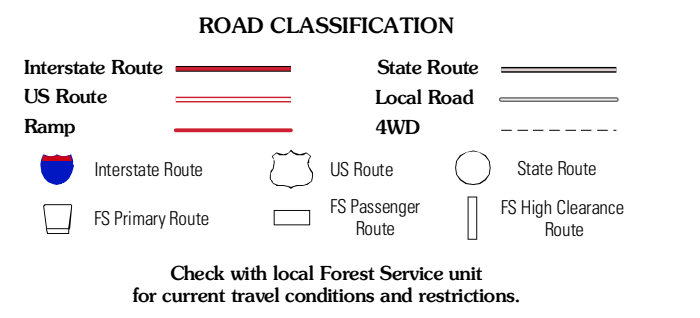 ROAD CLASSIFICATION
Interstate Route
State Route
US Route
Local Road
Ramp
4WD
Interstate Route
US Route
State Route
FS Primary Route
FS Passenger
Route
FS High Clearance
Route
Check with local Forest Service unit
for current travel conditions and restrictions.